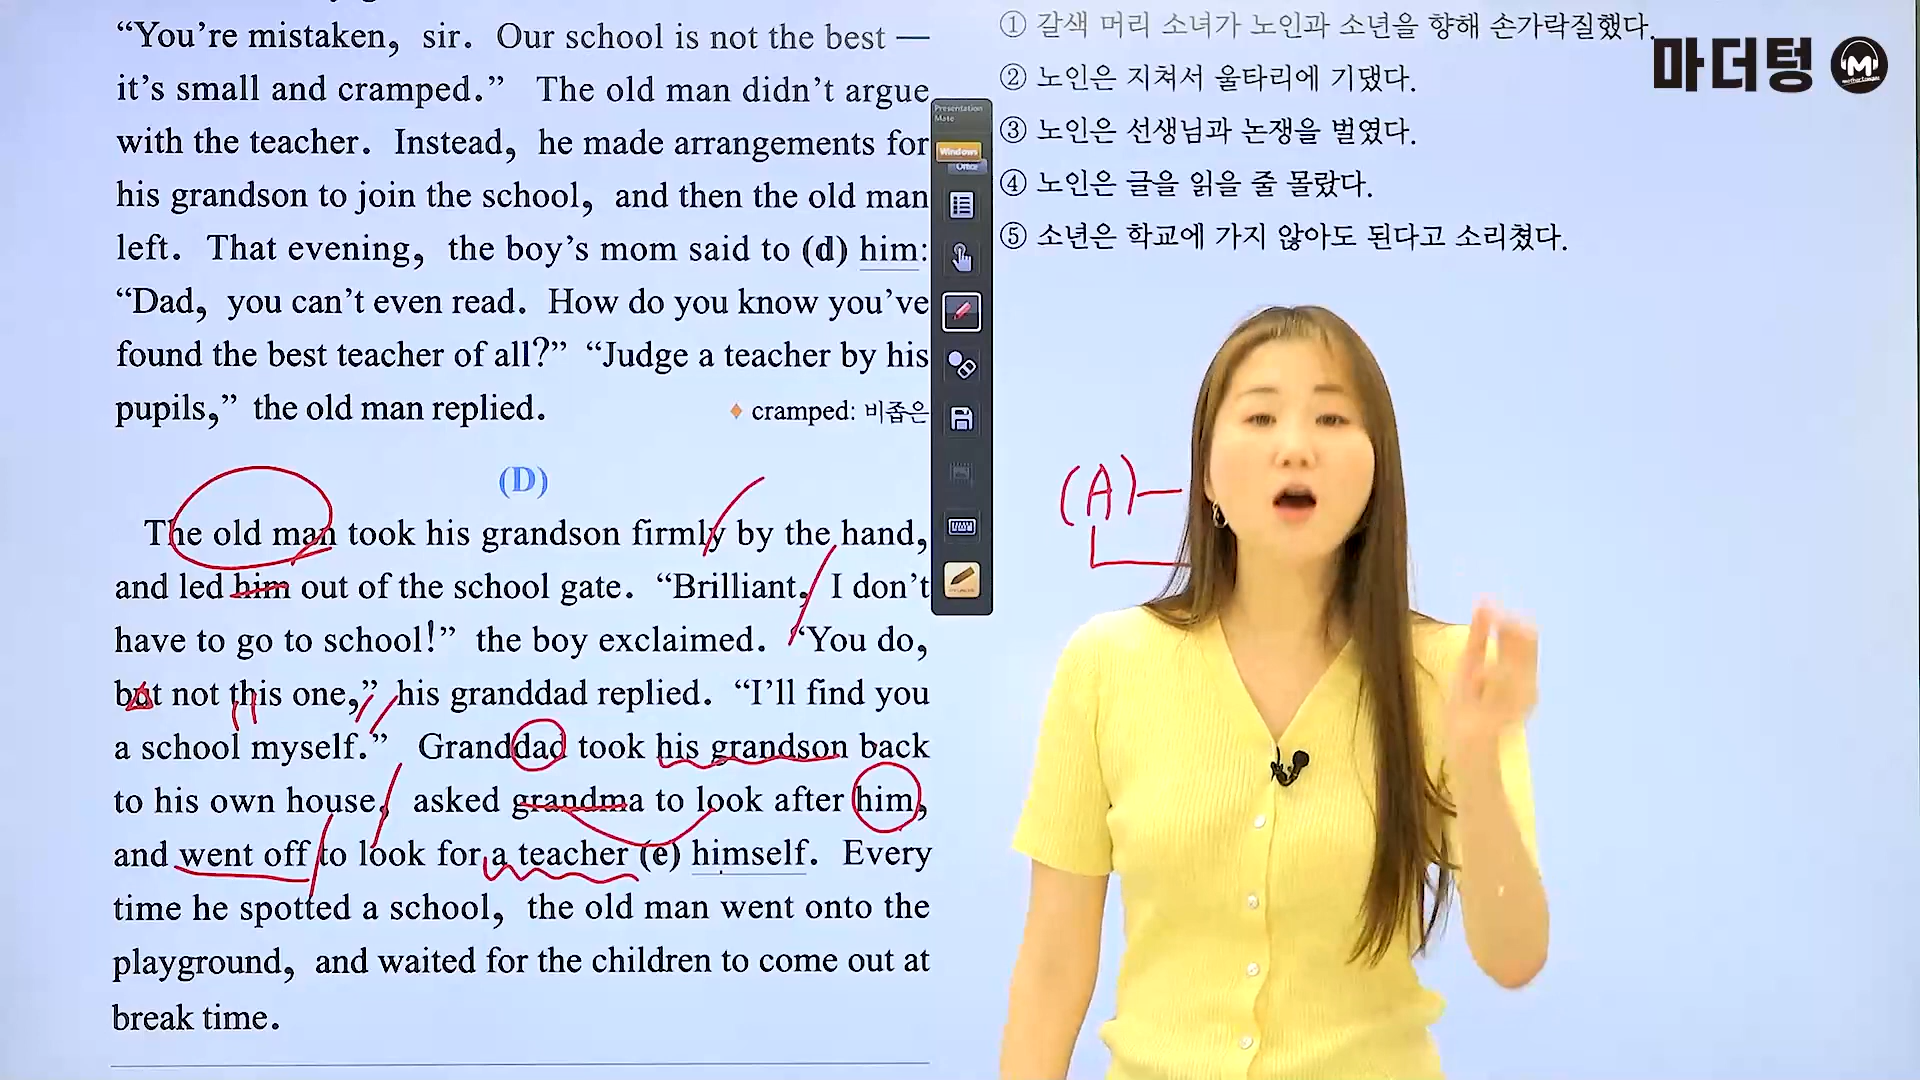 “You’re mistaken, sir. Our school is not the best —
it’s small and cramped.” The old man didn’t argue
with the teacher. Instead, he made arrangements for
his grandson to join the school, and then the old man
left. That evening, the boy’s mom said to (d) him:
“Dad, you can’t even read. How do you know you’ve
found the best teacher of all?” “Judge a teacher by his
pupils,” the old man replied.
♦ cramped: 비좁은
(D)
The old man took his grandson firmly by the hand,
and led him out of the school gate. “Brilliant, I don’t
have to go to school!” the boy exclaimed. “You do,
but not this one,” his granddad replied. “I’ll find you
a school myself.” Granddad took his grandson back
to his own house, asked grandma to look after him,
and went off to look for a teacher (e) himself. Every
time he spotted a school, the old man went onto the
playground, and waited for the children to come out at
break time.
Presentation
Mate
Windows
Office
① 갈색 머리 소녀가 노인과 소년을 향해 손가락질했다.
② 노인은 지쳐서 울타리에 기댔다.
③ 노인은 선생님과 논쟁을 벌였다.
④ 노인은 글을 읽을 줄 몰랐다.
⑤ 소년은 학교에 가지 않아도 된다고 소리쳤다.
마더텅
M
(A)